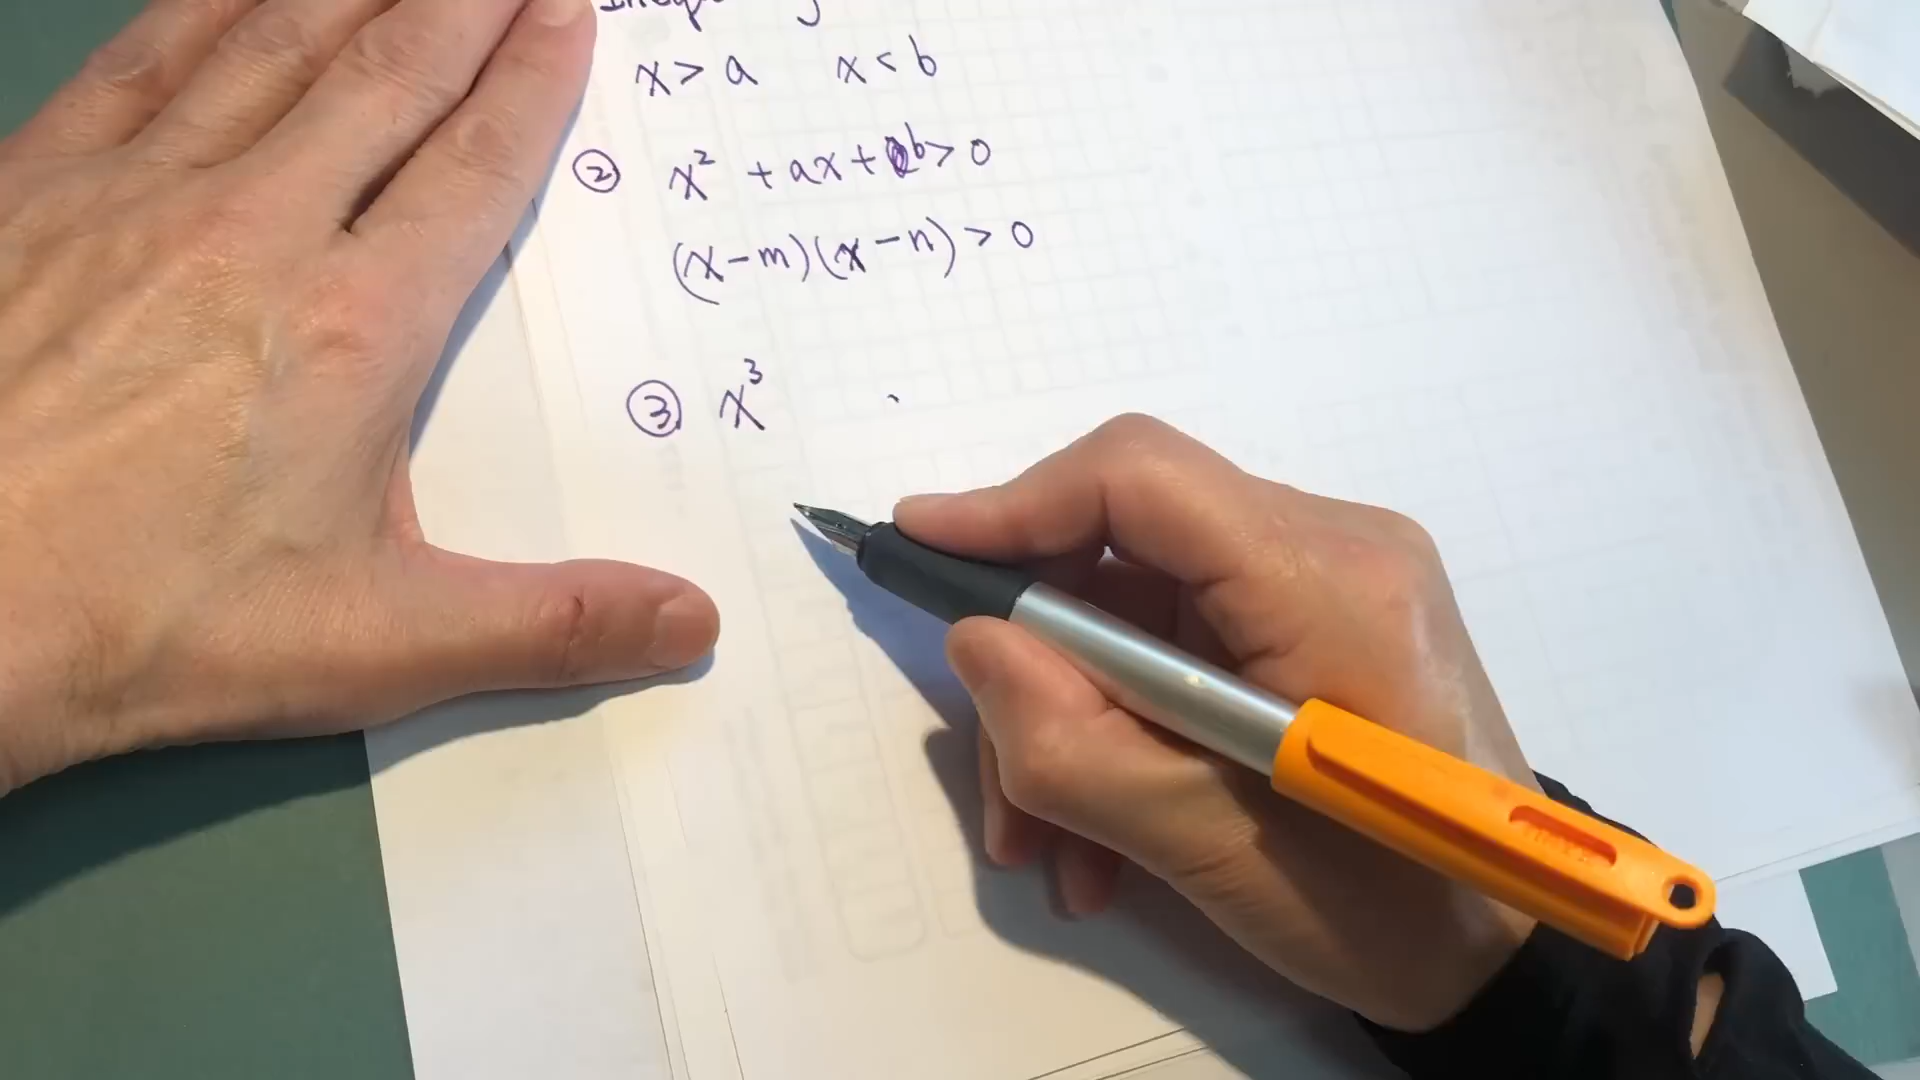 x > a x < b
② x² + ax + b > 0
(x - m)(x - n) > 0
③ x³